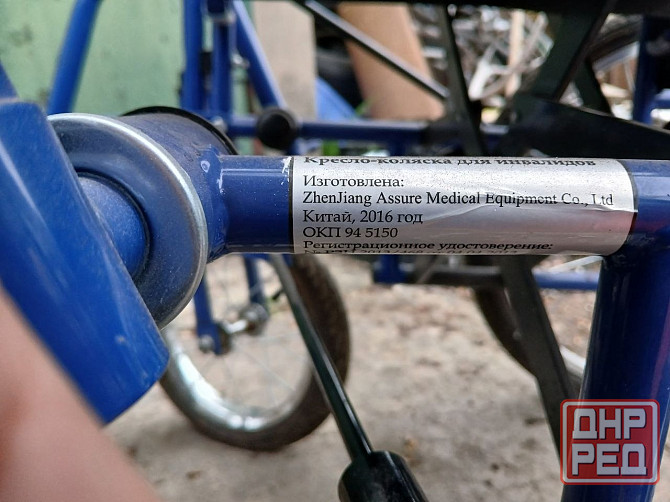 Кресло-коляска для инвалидов
Изготовлена:
ZhenJiang Assure Medical Equipment Co., Ltd
Китай, 2016 год
ОКП 94 5150
Регистрационное удостоверение:
ДНР
РЕД